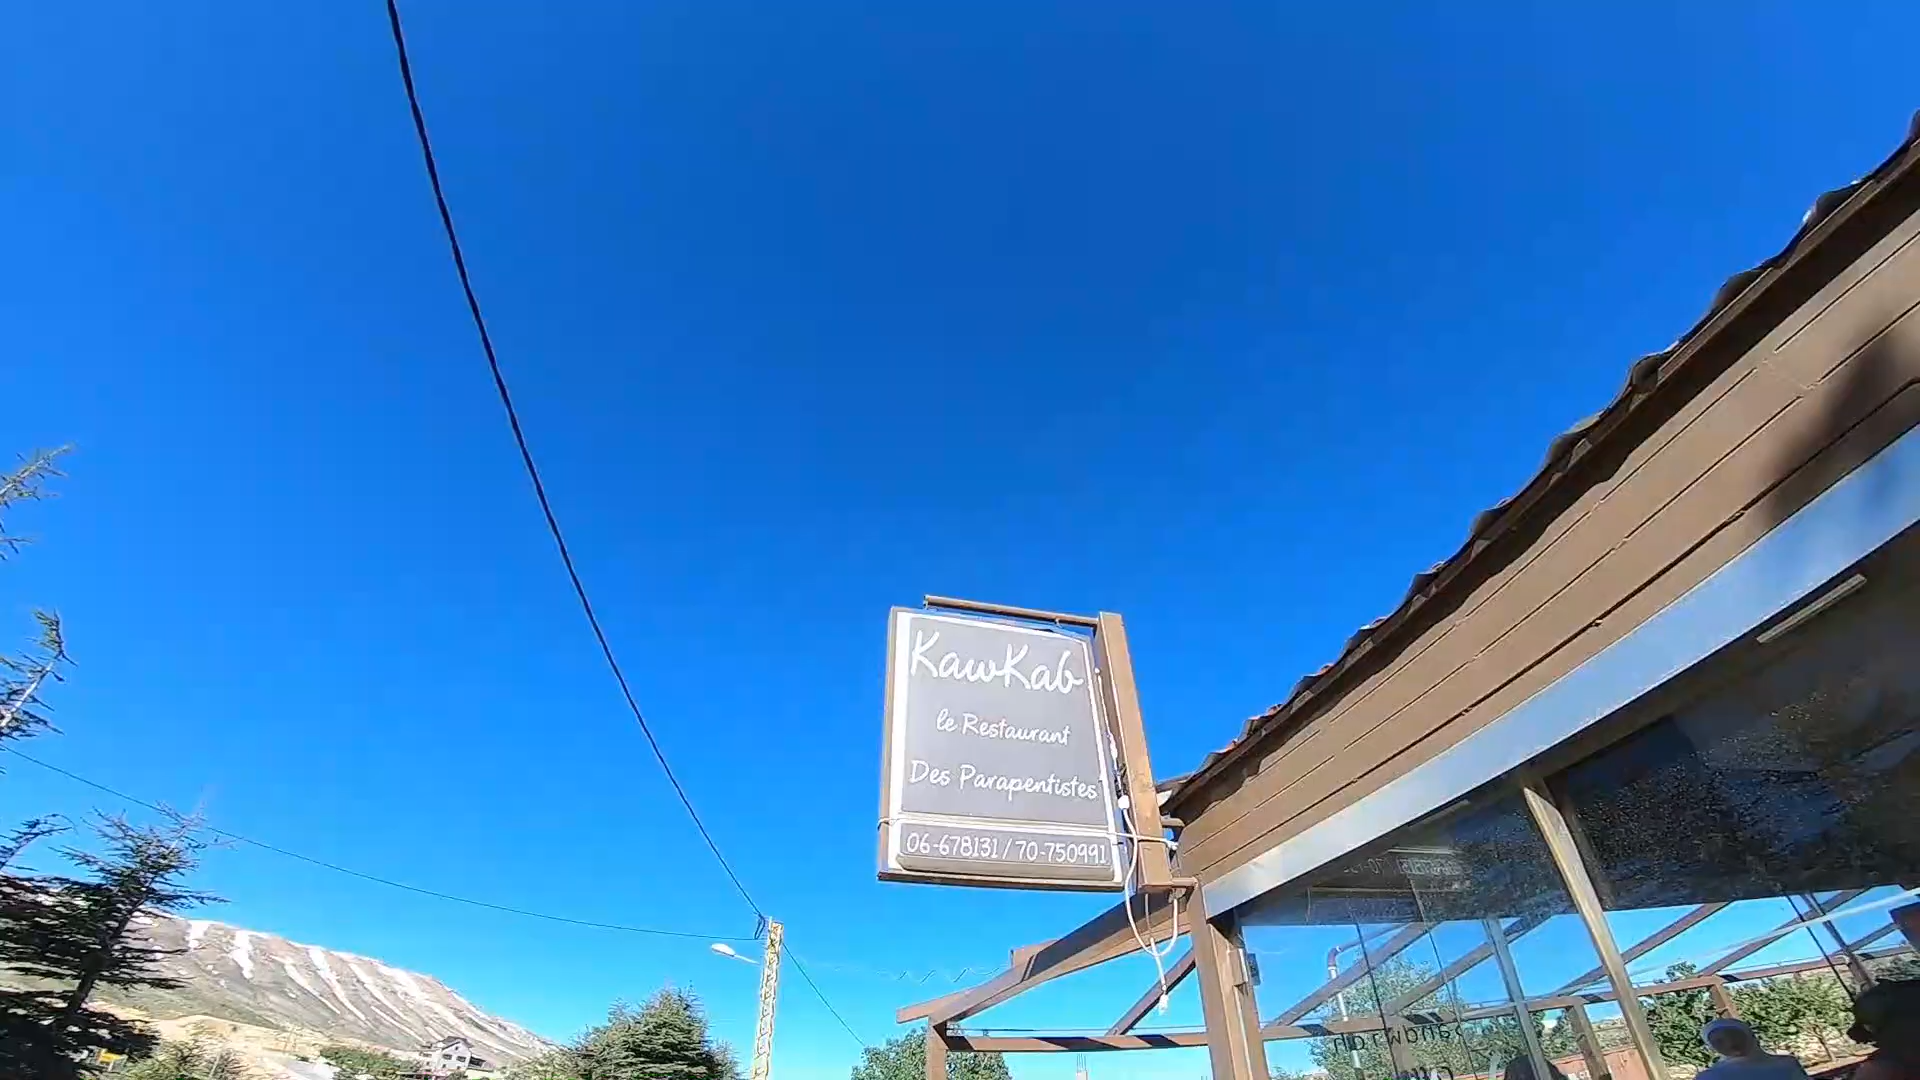 KawKab
le Restaurant
Des Parapentistes
06-678131 / 70-750991